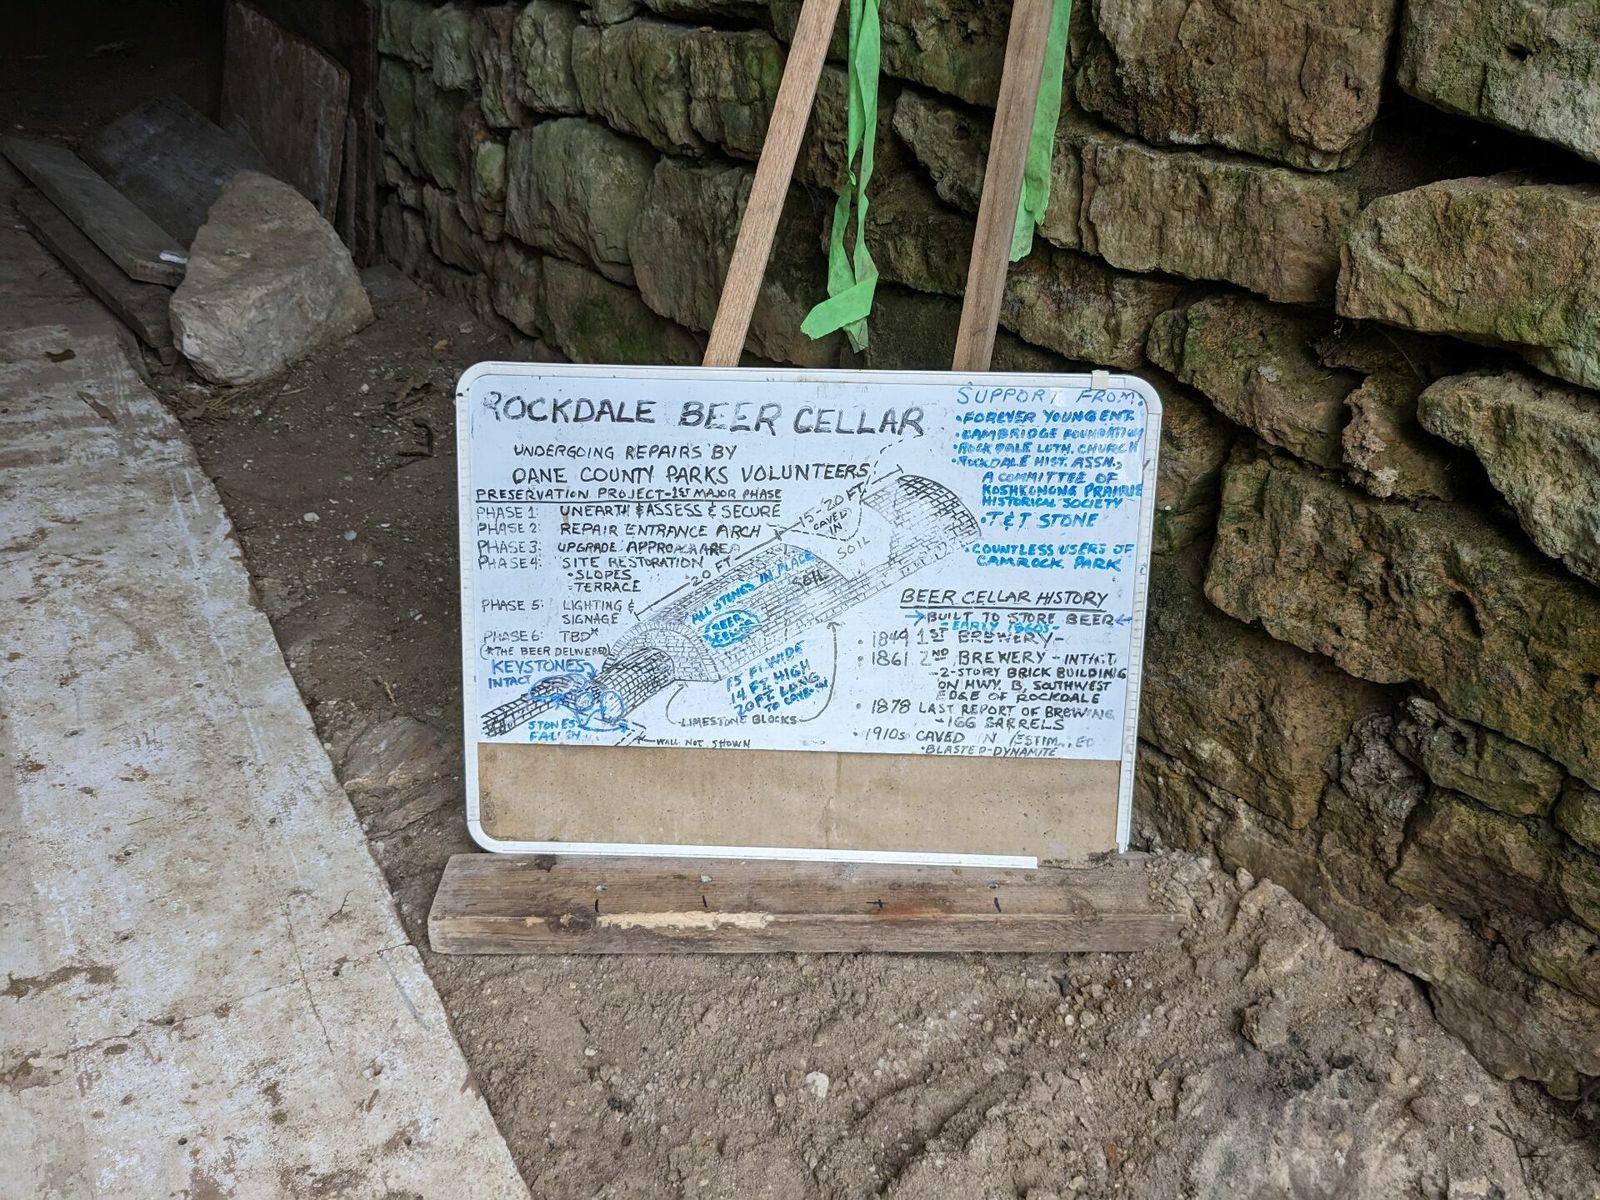 ROCKDALE BEER CELLAR
UNDERGOING REPAIRS BY
DANE COUNTY PARKS VOLUNTEERS
PRESERVATION PROJECT-1ST MAJOR PHASE
PHASE 1: UNEARTH & ASSESS & SECURE
PHASE 2: REPAIR ENTRANCE ARCH
PHASE 3: UPGRADE APPROACH AREA
PHASE 4: SITE RESTORATION
•SLOPES
-TERRACE
PHASE 5: LIGHTING &
SIGNAGE
PHASE 6: TBD*
(*THE BEER DELIVERED)
KEYSTONES
INTACT
STONES
FALLIN
20 FT
15-20 FT
CAVED
IN
SOIL
SOIL
ALL STONES IN PLACE
BEER
CELLAR
15 FT WIDE
14 FT HIGH
20 FT LONG
TO CAVE-IN
LIMESTONE BLOCKS
WALL NOT SHOWN
SUPPORT FROM:
•FOREVER YOUNG ENT.
•CAMBRIDGE FOUNDATION
•ROCKDALE LUTH. CHURCH
•ROCKDALE HIST. ASSN.,
A COMMITTEE OF
KOSHKONONG PRAIRIE
HISTORICAL SOCIETY
•T&T STONE
•COUNTLESS USERS OF
CAMROCK PARK
BEER CELLAR HISTORY
BUILT TO STORE BEER
-EARLY 1860S-
• 1849 1ST BREWERY-
• 1861 2ND BREWERY - INTACT
-2-STORY BRICK BUILDING
ON HWY B, SOUTHWEST
EDGE OF ROCKDALE
• 1878 LAST REPORT OF BREWING
-166 BARRELS
• 1910s CAVED IN (ESTIMATED
•BLASTED-DYNAMITE